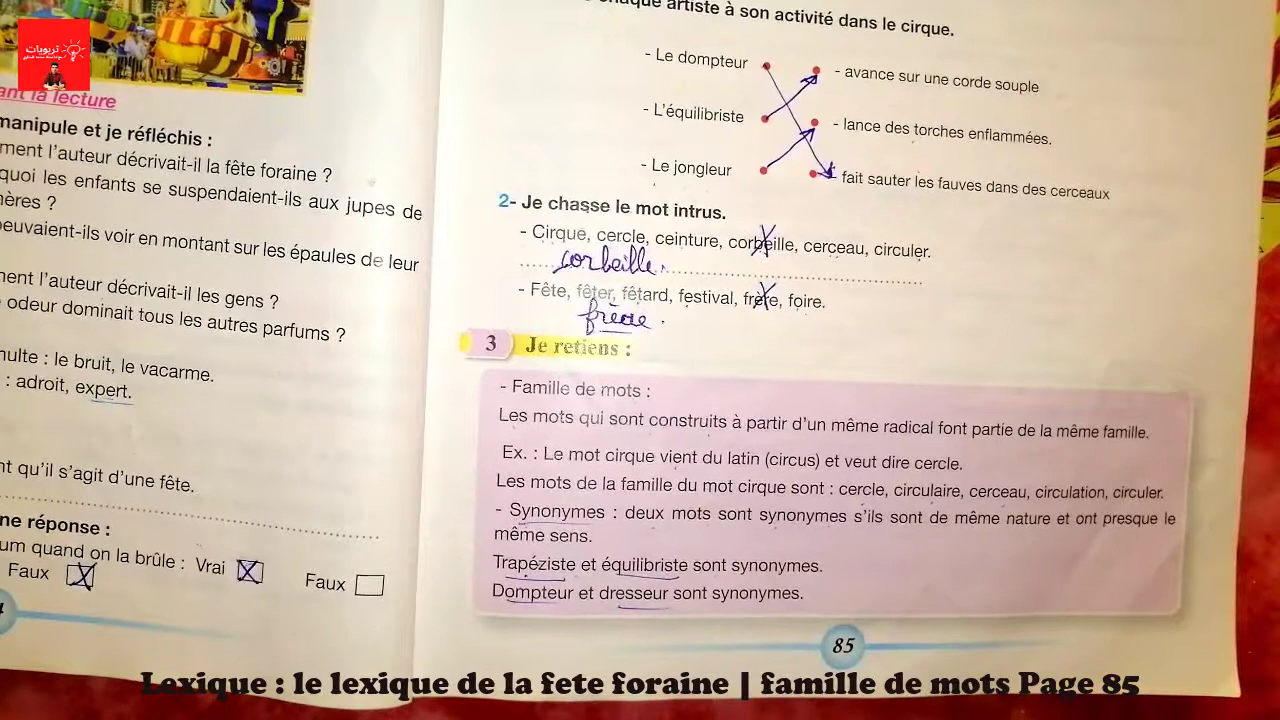 تربويات
ant la lecture
manipule et je réfléchis :
ment l'auteur décrivait-il la fête foraine ?
quoi les enfants se suspendaient-ils aux jupes de
nères ?
peuvaient-ils voir en montant sur les épaules de leur
nent l'auteur décrivait-il les gens ?
odeur dominait tous les autres parfums ?
nulte : le bruit, le vacarme.
: adroit, expert.
nt qu'il s'agit d'une fête.
ne réponse :
um quand on la brûle : Vrai Faux
Faux
chaque artiste à son activité dans le cirque.
- Le dompteur - avance sur une corde souple
- L'équilibriste - lance des torches enflammées.
- Le jongleur fait sauter les fauves dans des cerceaux
2- Je chasse le mot intrus.
- Cirque, cercle, ceinture, corbeille, cerceau, circuler.
corbeille.
- Fête, fêter, fêtard, festival, frète, foire.
3 Je retiens :
- Famille de mots :
Les mots qui sont construits à partir d'un même radical font partie de la même famille.
Ex. : Le mot cirque vient du latin (circus) et veut dire cercle.
Les mots de la famille du mot cirque sont : cercle, circulaire, cerceau, circulation, circuler.
- Synonymes : deux mots sont synonymes s'ils sont de même nature et ont presque le
même sens.
Trapéziste et équilibriste sont synonymes.
Dompteur et dresseur sont synonymes.
85
Lexique : le lexique de la fete foraine | famille de mots Page 85